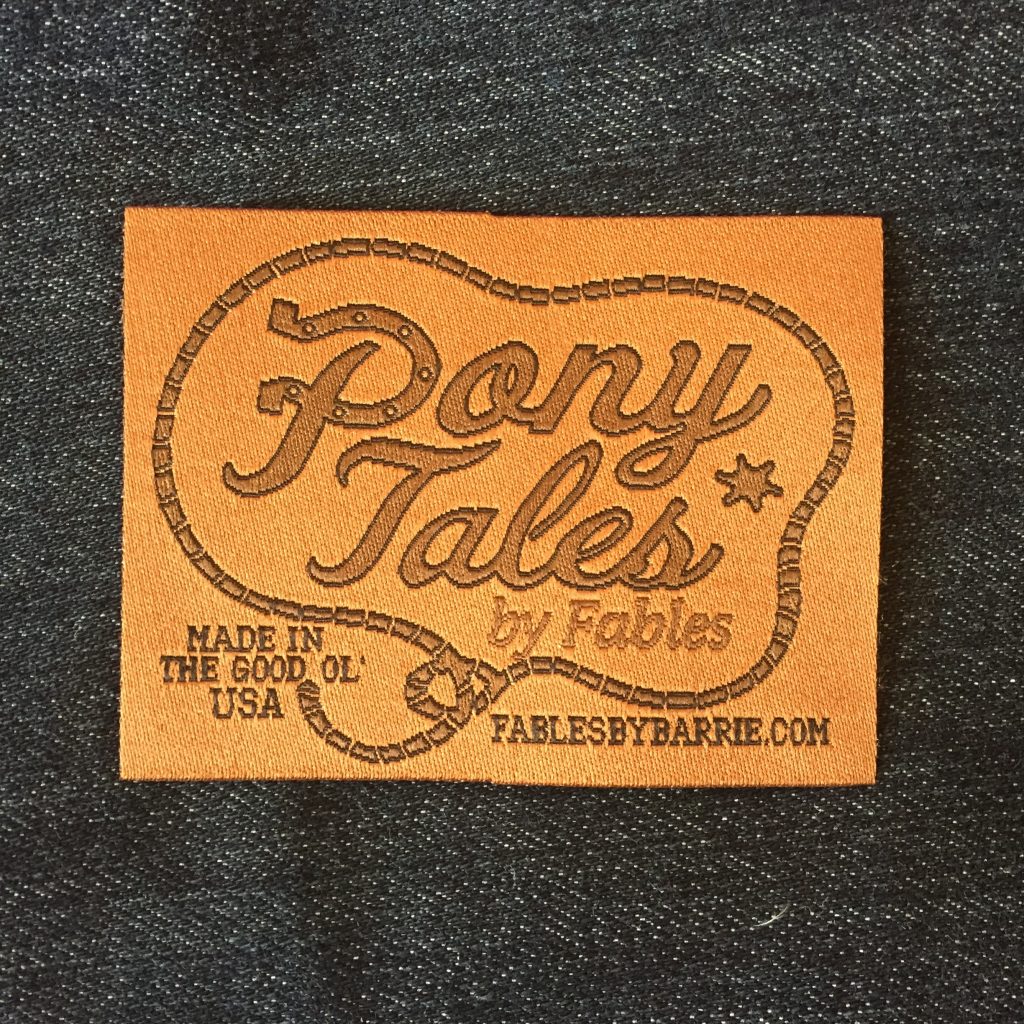 Pony
Tales
by Fables
MADE IN
THE GOOD OL'
USA
FABLESBYBARRIE.COM